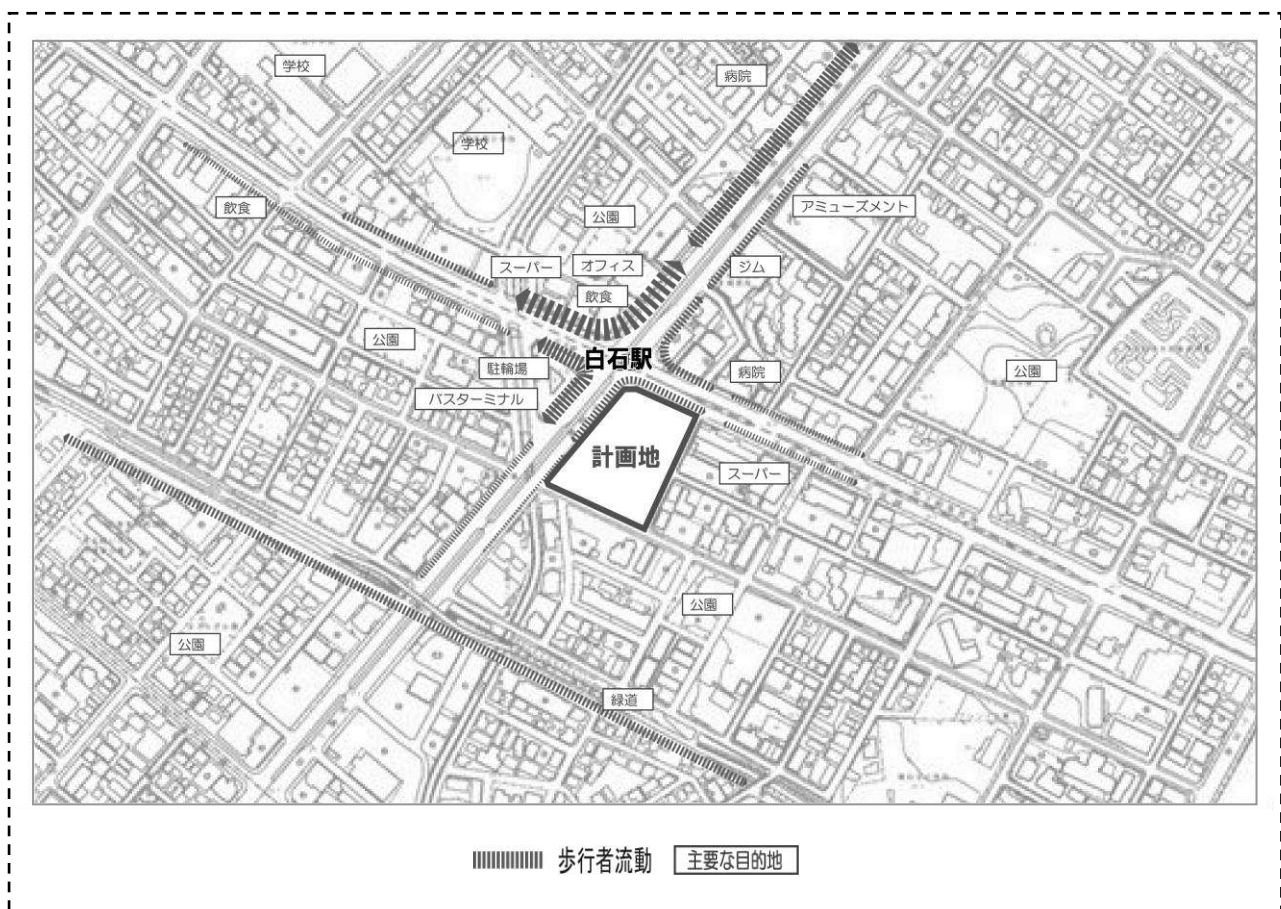 学校
病院
学校
アミューズメント
飲食
公園
スーパー
オフィス
ジム
飲食
公園
白石駅
駐輪場
病院
公園
バスターミナル
計画地
スーパー
公園
公園
緑道
歩行者流動
主要な目的地